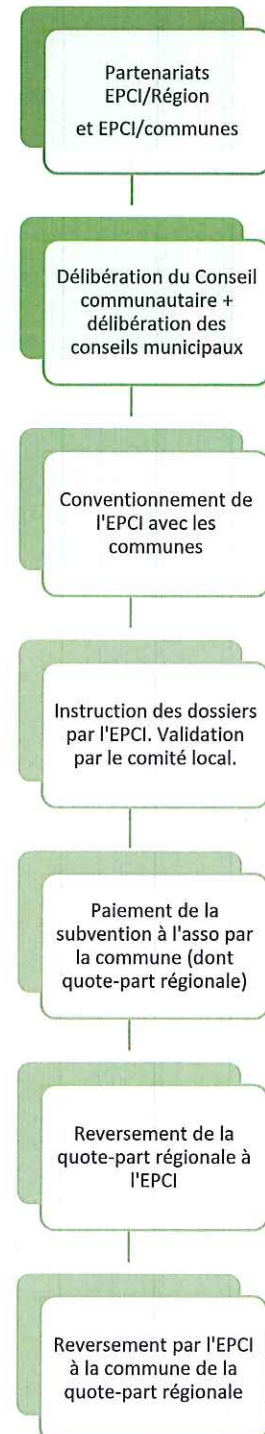 Partenariats
EPCI/Région
et EPCI/communes
Délibération du Conseil
communautaire +
délibération des
conseils municipaux
Conventionnement de
l'EPCI avec les
communes
Instruction des dossiers
par l'EPCI. Validation
par le comité local.
Paiement de la
subvention à l'asso par
la commune (dont
quote-part régionale)
Reversement de la
quote-part régionale à
l'EPCI
Reversement par l'EPCI
à la commune de la
quote-part régionale